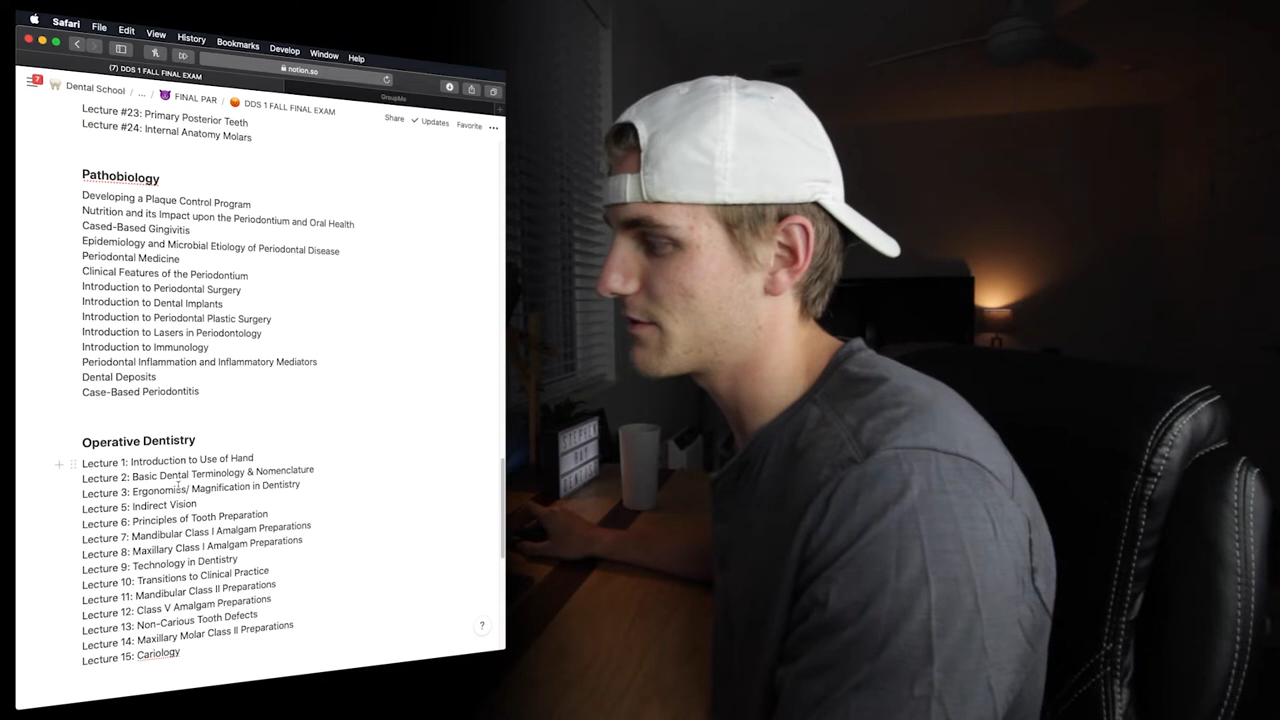 Safari File Edit View History Bookmarks Develop Window Help
notion.so
(7) DDS 1 FALL FINAL EXAM
GroupMe
7 Dental School / ... / FINAL PAR / DDS 1 FALL FINAL EXAM
Share Updates Favorite
Lecture #23: Primary Posterior Teeth
Lecture #24: Internal Anatomy Molars
Pathobiology
Developing a Plaque Control Program
Nutrition and its Impact upon the Periodontium and Oral Health
Cased-Based Gingivitis
Epidemiology and Microbial Etiology of Periodontal Disease
Periodontal Medicine
Clinical Features of the Periodontium
Introduction to Periodontal Surgery
Introduction to Dental Implants
Introduction to Periodontal Plastic Surgery
Introduction to Lasers in Periodontology
Introduction to Immunology
Periodontal Inflammation and Inflammatory Mediators
Dental Deposits
Case-Based Periodontitis
Operative Dentistry
Lecture 1: Introduction to Use of Hand
Lecture 2: Basic Dental Terminology & Nomenclature
Lecture 3: Ergonomics/ Magnification in Dentistry
Lecture 5: Indirect Vision
Lecture 6: Principles of Tooth Preparation
Lecture 7: Mandibular Class I Amalgam Preparations
Lecture 8: Maxillary Class I Amalgam Preparations
Lecture 9: Technology in Dentistry
Lecture 10: Transitions to Clinical Practice
Lecture 11: Mandibular Class II Preparations
Lecture 12: Class V Amalgam Preparations
Lecture 13: Non-Carious Tooth Defects
Lecture 14: Maxillary Molar Class II Preparations
Lecture 15: Cariology
?
STEPHEN